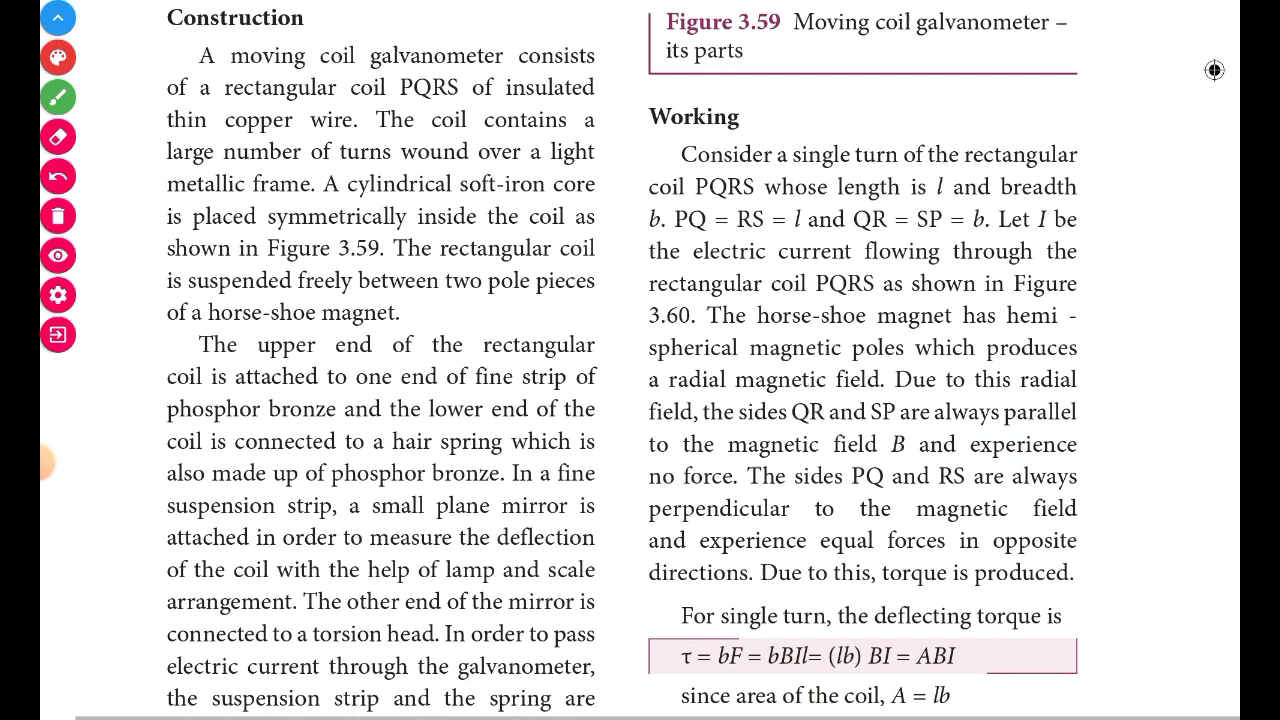 Construction
A moving coil galvanometer consists
of a rectangular coil PQRS of insulated
thin copper wire. The coil contains a
large number of turns wound over a light
metallic frame. A cylindrical soft-iron core
is placed symmetrically inside the coil as
shown in Figure 3.59. The rectangular coil
is suspended freely between two pole pieces
of a horse-shoe magnet.
The upper end of the rectangular
coil is attached to one end of fine strip of
phosphor bronze and the lower end of the
coil is connected to a hair spring which is
also made up of phosphor bronze. In a fine
suspension strip, a small plane mirror is
attached in order to measure the deflection
of the coil with the help of lamp and scale
arrangement. The other end of the mirror is
connected to a torsion head. In order to pass
electric current through the galvanometer,
the suspension strip and the spring are
Figure 3.59 Moving coil galvanometer –
its parts
Working
Consider a single turn of the rectangular
coil PQRS whose length is l and breadth
b. PQ = RS = l and QR = SP = b. Let I be
the electric current flowing through the
rectangular coil PQRS as shown in Figure
3.60. The horse-shoe magnet has hemi -
spherical magnetic poles which produces
a radial magnetic field. Due to this radial
field, the sides QR and SP are always parallel
to the magnetic field B and experience
no force. The sides PQ and RS are always
perpendicular to the magnetic field
and experience equal forces in opposite
directions. Due to this, torque is produced.
For single turn, the deflecting torque is
τ = bF = bBIl= (lb) BI = ABI
since area of the coil, A = lb